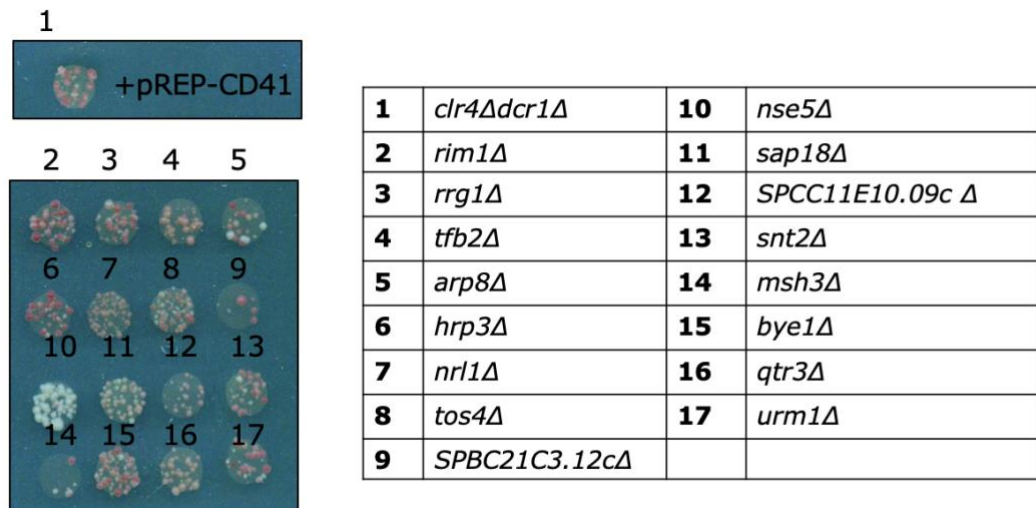 1
+pREP-CD41
2 3 4 5
6 7 8 9
10 11 12 13
14 15 16 17
1 clr4Δdcr1Δ 10 nse5Δ
2 rim1Δ 11 sap18Δ
3 rrg1Δ 12 SPCC11E10.09c Δ
4 tfb2Δ 13 snt2Δ
5 arp8Δ 14 msh3Δ
6 hrp3Δ 15 bye1Δ
7 nrl1Δ 16 qtr3Δ
8 tos4Δ 17 urm1Δ
9 SPBC21C3.12cΔ